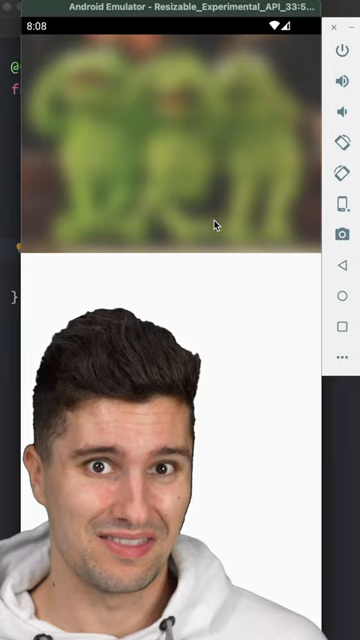 Android Emulator - Resizable_Experimental_API_33:5...
8:08
@
f
}